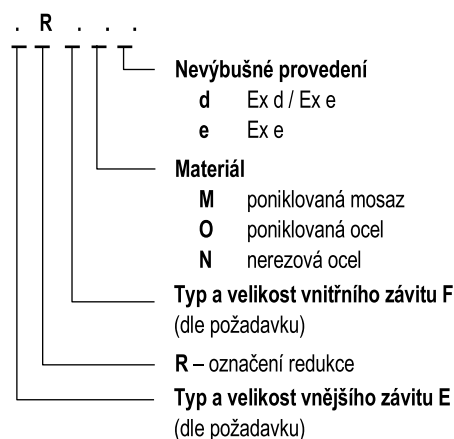 . R . . .
Nevýbušné provedení
d Ex d / Ex e
e Ex e
Materiál
M poniklovaná mosaz
O poniklovaná ocel
N nerezová ocel
Typ a velikost vnitřního závitu F
(dle požadavku)
R – označení redukce
Typ a velikost vnějšího závitu E
(dle požadavku)